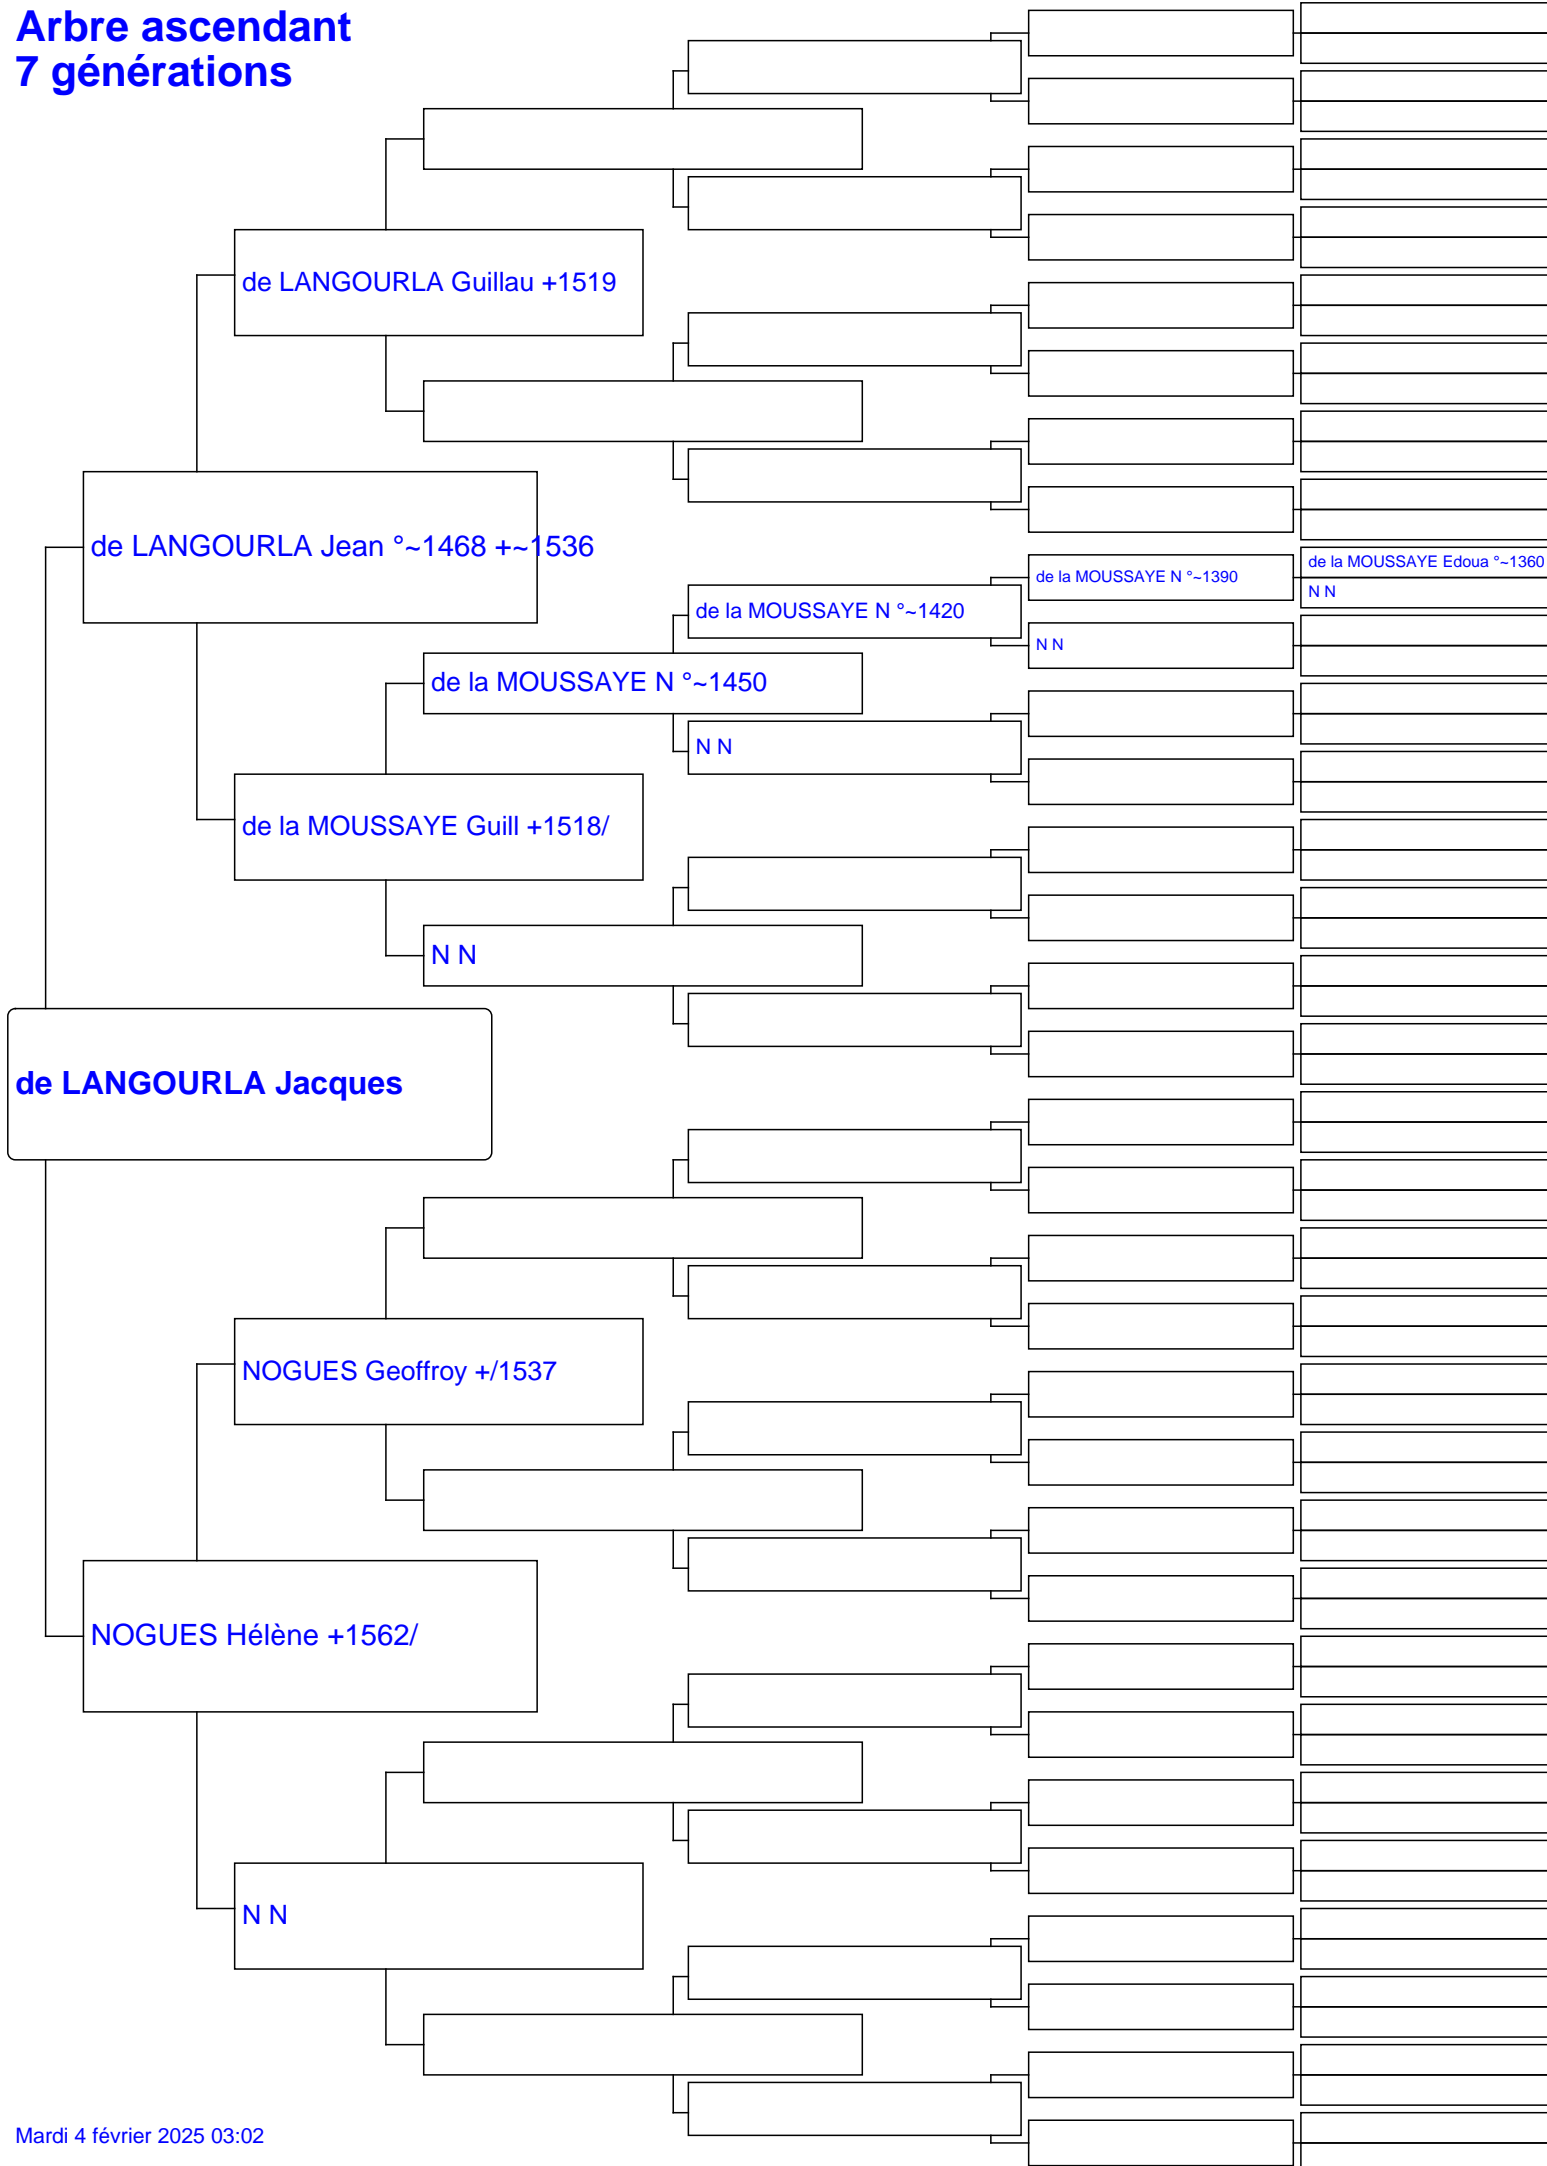 Arbre ascendant
7 générations
de LANGOURLA Guillau +1519
de LANGOURLA Jean °~1468 +~1536
de la MOUSSAYE Edoua °~1360
de la MOUSSAYE N °~1390
N N
de la MOUSSAYE N °~1420
N N
de la MOUSSAYE N °~1450
N N
de la MOUSSAYE Guill +1518/
N N
de LANGOURLA Jacques
NOGUES Geoffroy +/1537
NOGUES Hélène +1562/
N N
Mardi 4 février 2025 03:02